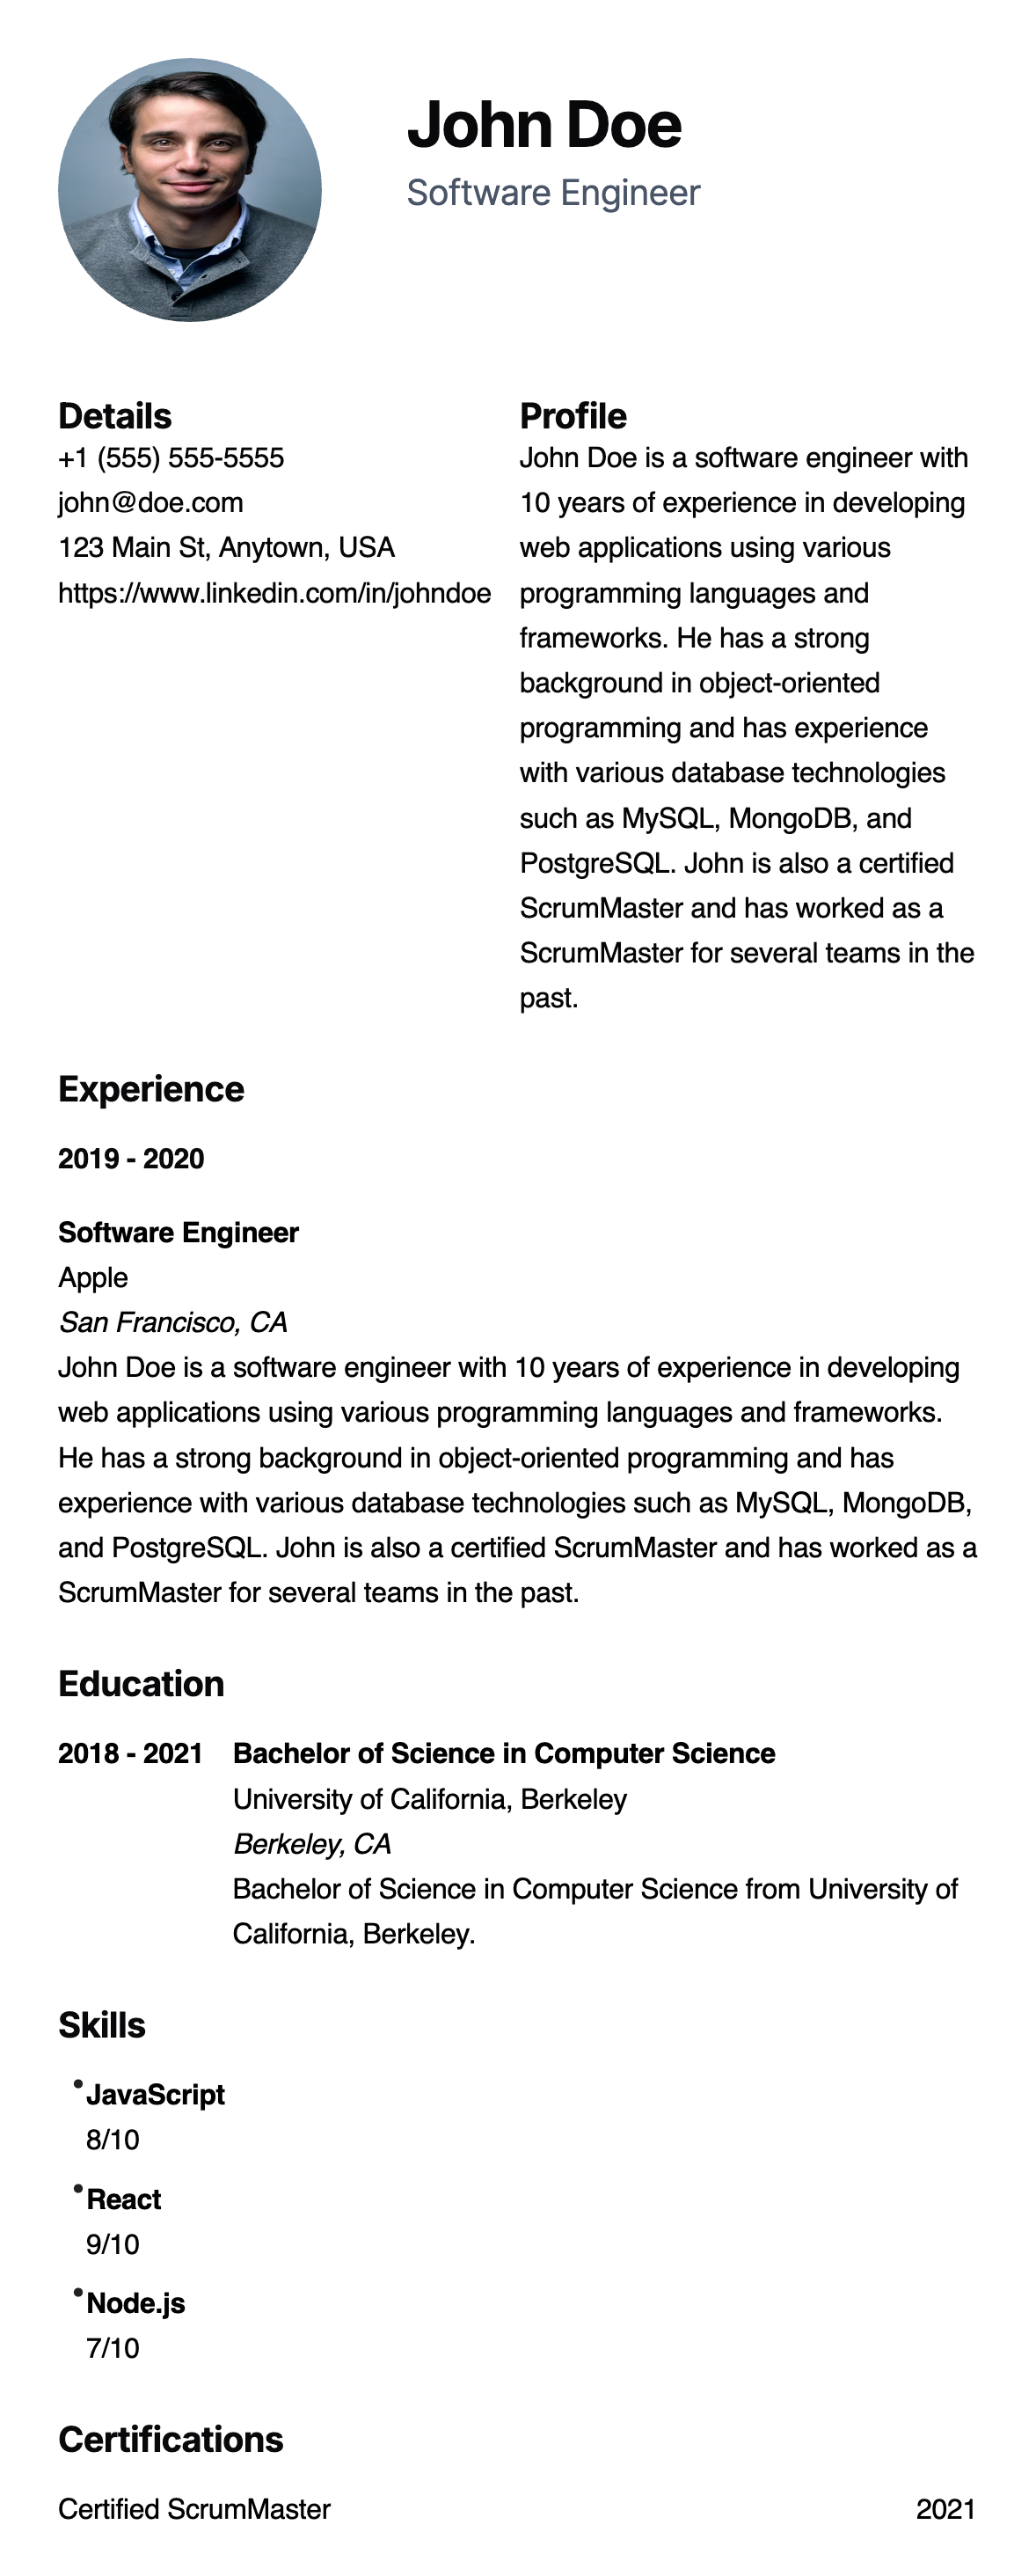 John Doe
Software Engineer
Details
+1 (555) 555-5555
john@doe.com
123 Main St, Anytown, USA
https://www.linkedin.com/in/johndoe
Profile
John Doe is a software engineer with
10 years of experience in developing
web applications using various
programming languages and
frameworks. He has a strong
background in object-oriented
programming and has experience
with various database technologies
such as MySQL, MongoDB, and
PostgreSQL. John is also a certified
ScrumMaster and has worked as a
ScrumMaster for several teams in the
past.
Experience
2019 - 2020
Software Engineer
Apple
San Francisco, CA
John Doe is a software engineer with 10 years of experience in developing
web applications using various programming languages and frameworks.
He has a strong background in object-oriented programming and has
experience with various database technologies such as MySQL, MongoDB,
and PostgreSQL. John is also a certified ScrumMaster and has worked as a
ScrumMaster for several teams in the past.
Education
2018 - 2021 Bachelor of Science in Computer Science
University of California, Berkeley
Berkeley, CA
Bachelor of Science in Computer Science from University of
California, Berkeley.
Skills
• JavaScript
8/10
• React
9/10
• Node.js
7/10
Certifications
Certified ScrumMaster 2021